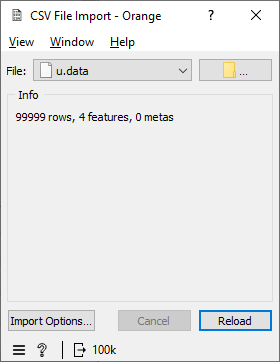 CSV File Import - Orange
View Window Help
File: u.data ...
Info
99999 rows, 4 features, 0 metas
Import Options... Cancel Reload
? 100k